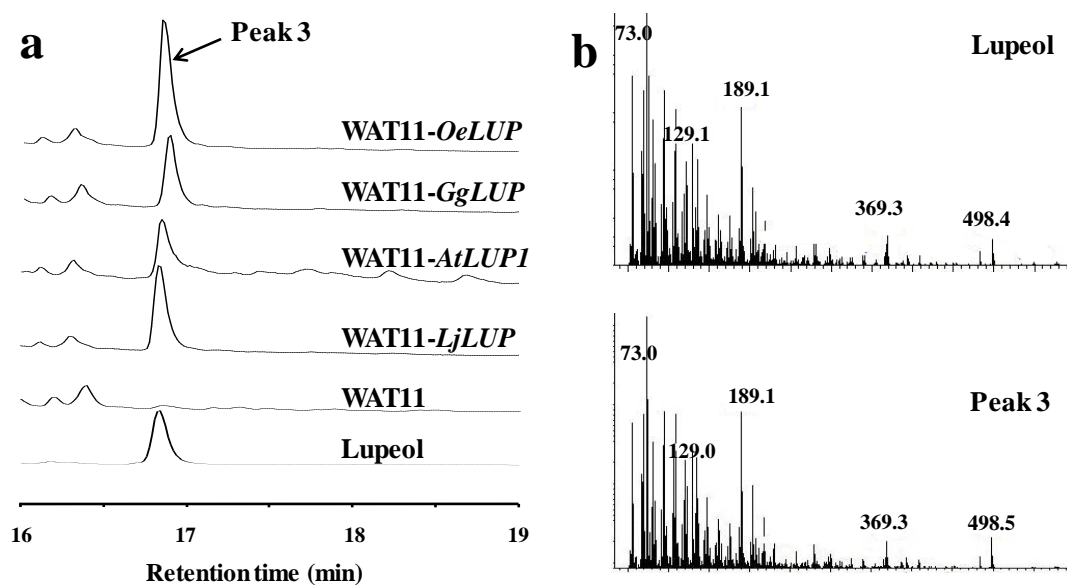 a
Peak 3
WAT11-OeLUP
WAT11-GgLUP
WAT11-AtLUP1
WAT11-LjLUP
WAT11
Lupeol
16 17 18 19
Retention time (min)
b
Lupeol
73.0
189.1
129.1
369.3
498.4
Peak 3
73.0
189.1
129.0
369.3
498.5